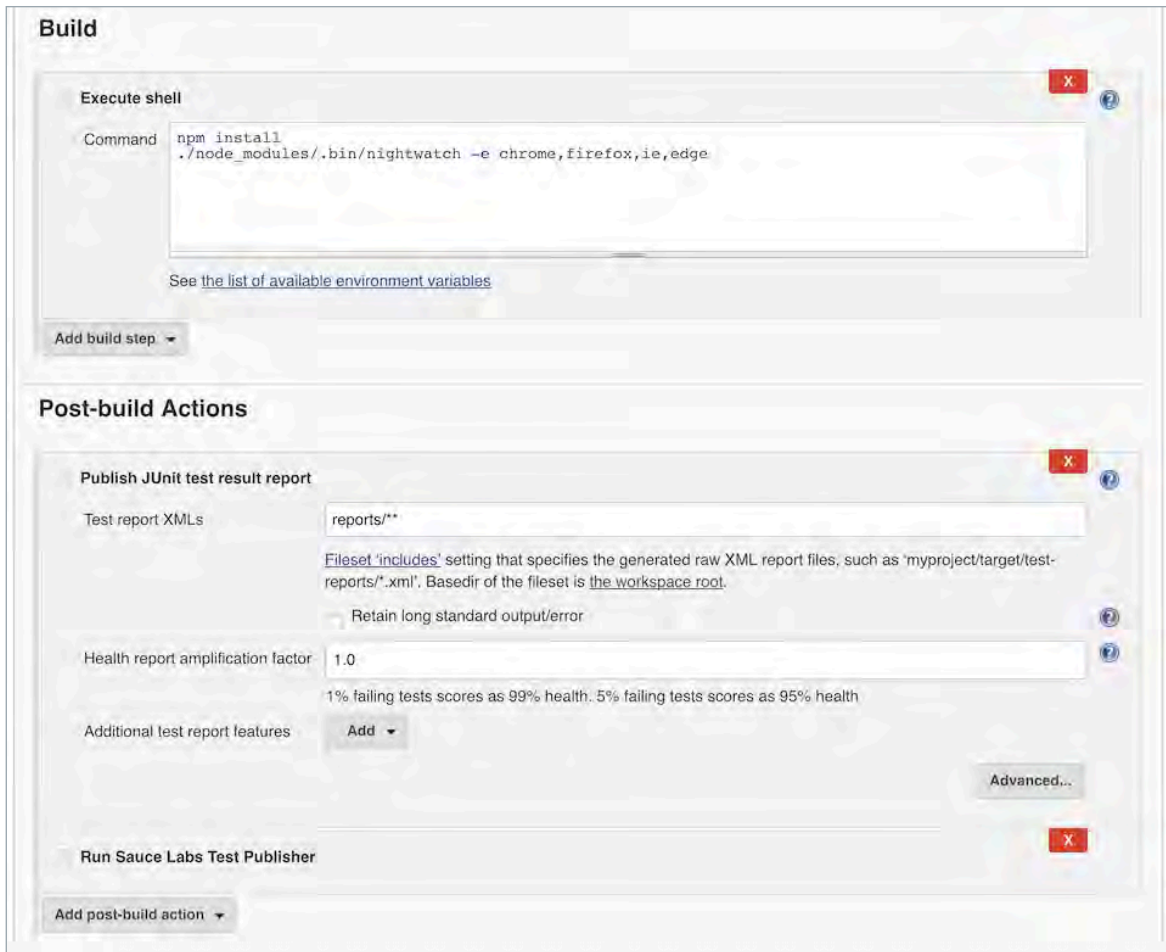 Build
X
Execute shell
Command
npm install
./node_modules/.bin/nightwatch -e chrome,firefox,ie,edge
See the list of available environment variables
Add build step
Post-build Actions
X
Publish JUnit test result report
Test report XMLs
reports/**
Fileset 'includes' setting that specifies the generated raw XML report files, such as 'myproject/target/test-
reports/*.xml'. Basedir of the fileset is the workspace root.
Retain long standard output/error
Health report amplification factor
1.0
1% failing tests scores as 99% health. 5% failing tests scores as 95% health
Additional test report features
Add
Advanced...
X
Run Sauce Labs Test Publisher
Add post-build action